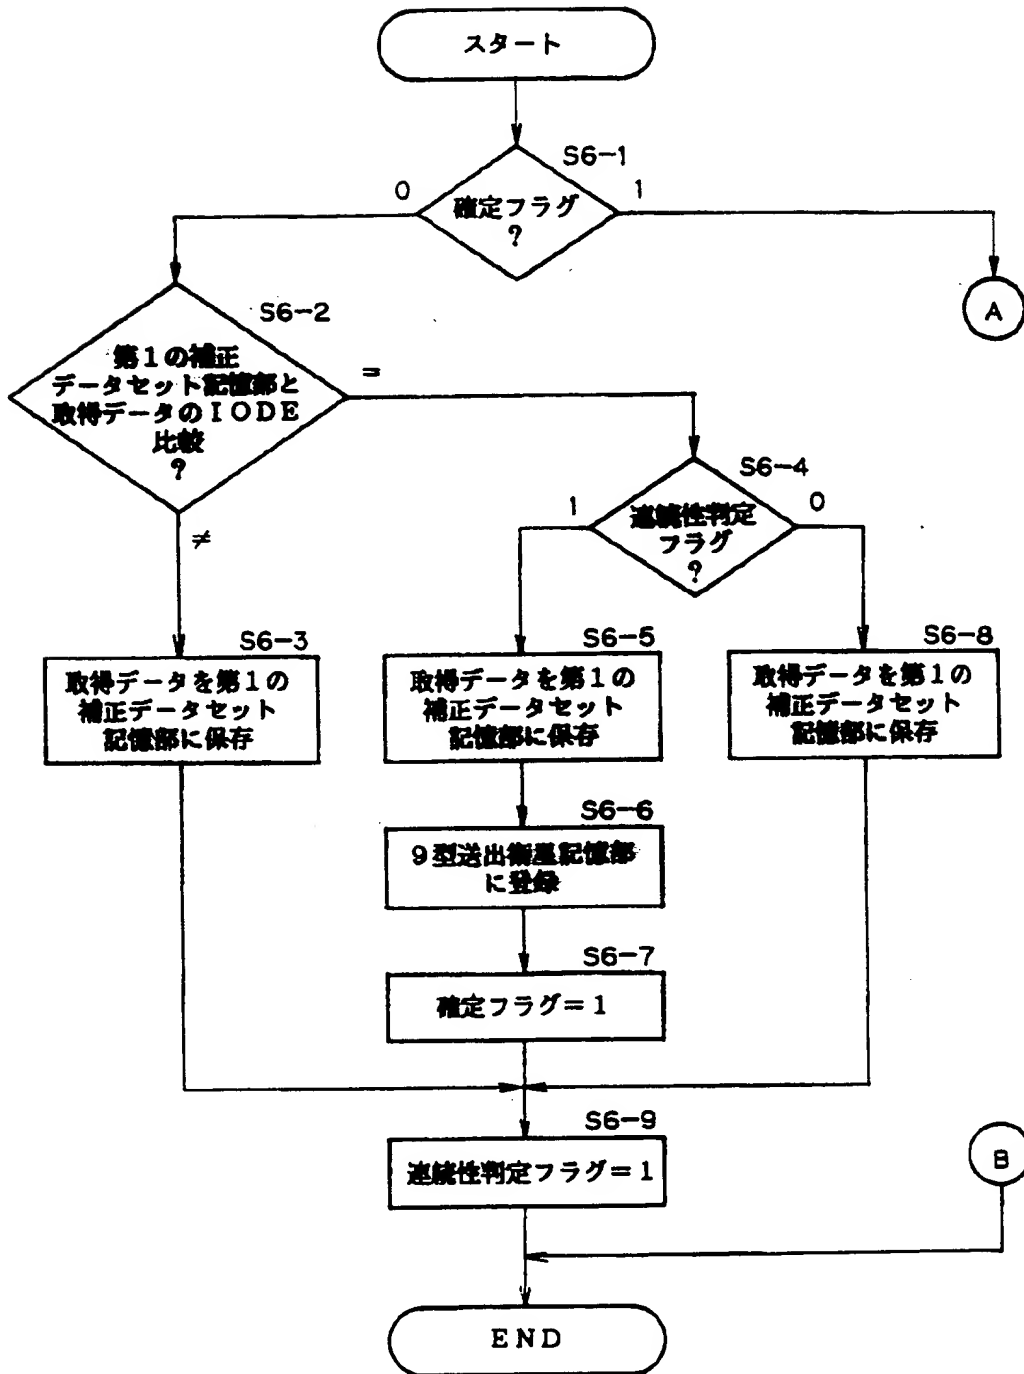 スタート
S6-1
0
確定フラグ
?
1
A
S6-2
第1の補正
データセット記憶部と
取得データのIODE
比較
?
=
≠
S6-4
1
連続性判定
フラグ
?
0
S6-3
取得データを第1の
補正データセット
記憶部に保存
S6-5
取得データを第1の
補正データセット
記憶部に保存
S6-8
取得データを第1の
補正データセット
記憶部に保存
S6-6
9型送出衛星記憶部
に登録
S6-7
確定フラグ=1
S6-9
連続性判定フラグ=1
B
END